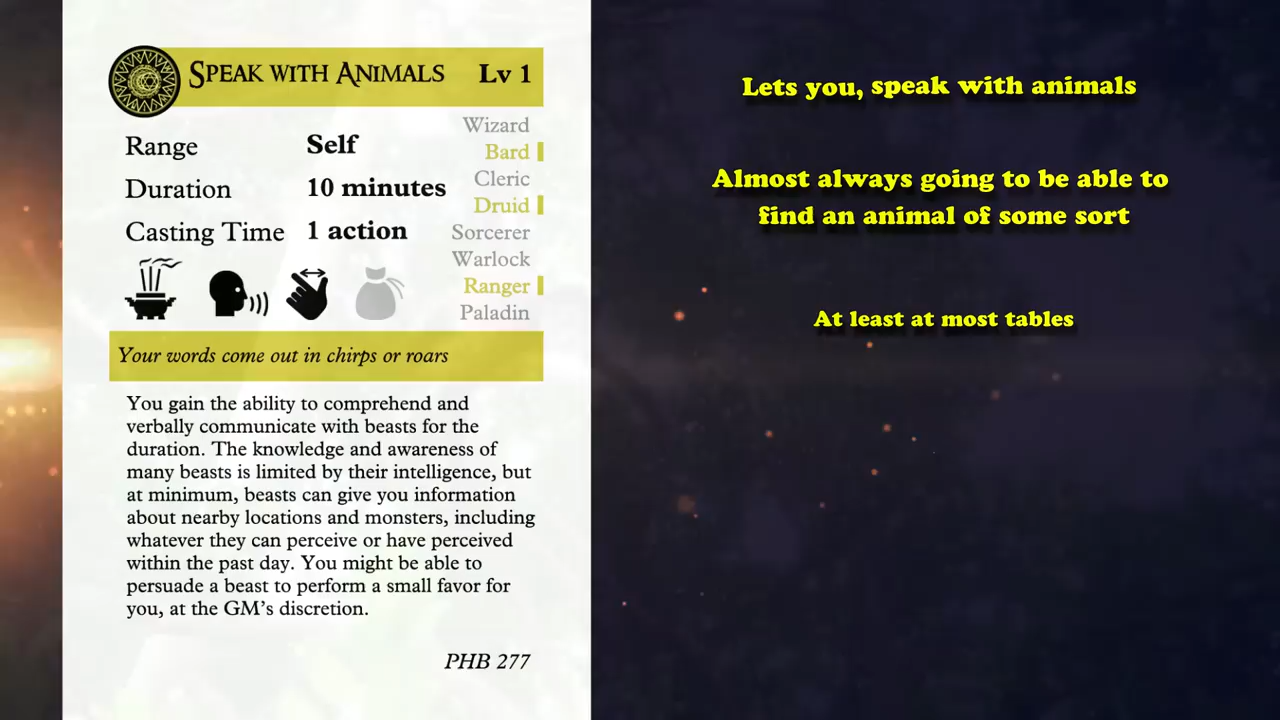 SPEAK WITH ANIMALS Lv 1
Range Self
Duration 10 minutes
Casting Time 1 action
Wizard
Bard
Cleric
Druid
Sorcerer
Warlock
Ranger
Paladin
Your words come out in chirps or roars
You gain the ability to comprehend and
verbally communicate with beasts for the
duration. The knowledge and awareness of
many beasts is limited by their intelligence, but
at minimum, beasts can give you information
about nearby locations and monsters, including
whatever they can perceive or have perceived
within the past day. You might be able to
persuade a beast to perform a small favor for
you, at the GM's discretion.
PHB 277
Lets you, speak with animals
Almost always going to be able to
find an animal of some sort
At least at most tables